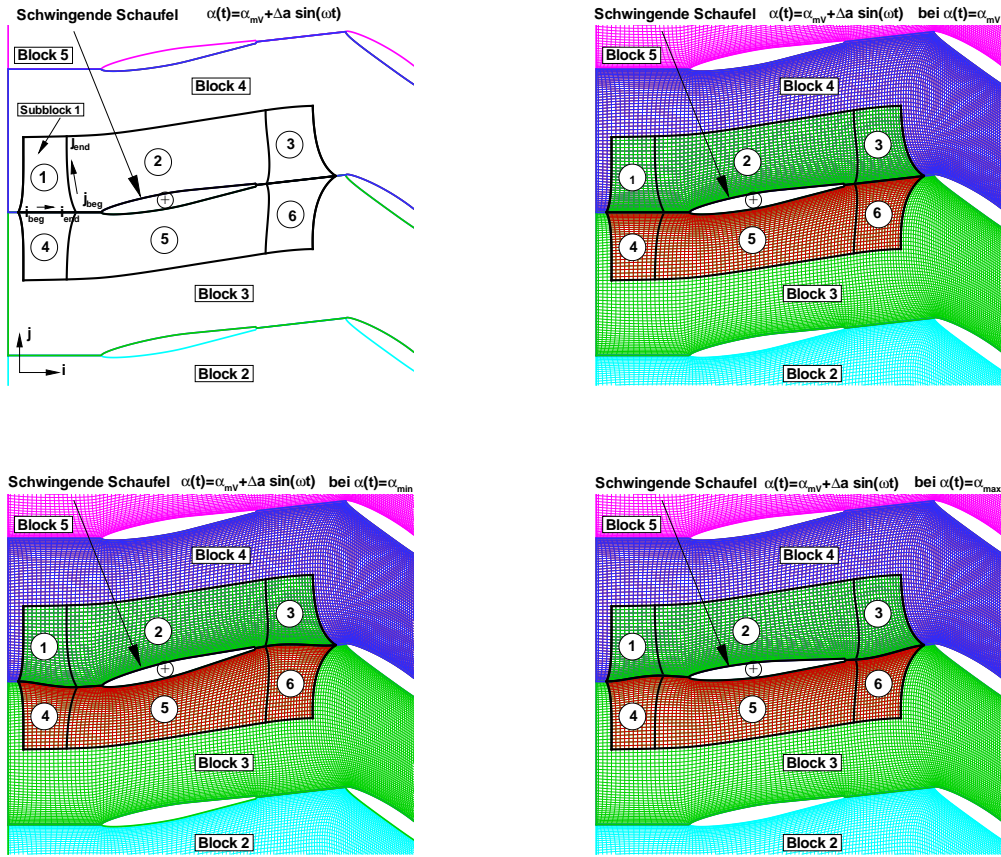 Schwingende Schaufel α(t)=α_mV+Δa sin(ωt)
Block 5
Block 4
Subblock 1
j_end
3
2
1
j_beg
i_beg i_end
6
5
4
Block 3
j
i
Block 2
Schwingende Schaufel α(t)=α_mV+Δa sin(ωt) bei α(t)=α_mV
Block 5
Block 4
3
2
1
6
5
4
Block 3
Block 2
Schwingende Schaufel α(t)=α_mV+Δa sin(ωt) bei α(t)=α_min
Block 5
Block 4
3
2
1
6
5
4
Block 3
Block 2
Schwingende Schaufel α(t)=α_mV+Δa sin(ωt) bei α(t)=α_max
Block 5
Block 4
3
2
1
6
5
4
Block 3
Block 2